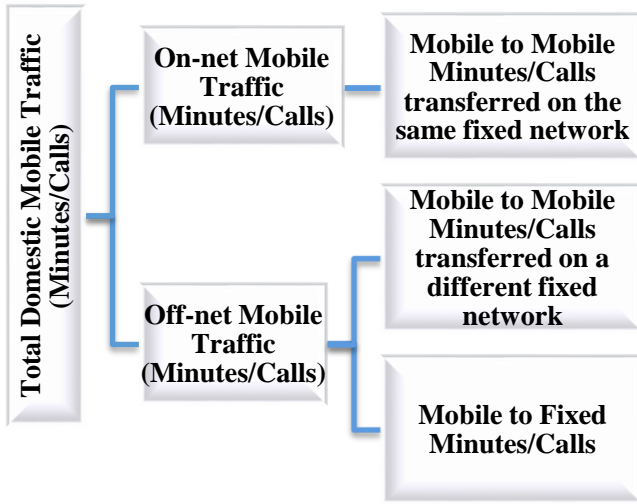 Total Domestic Mobile Traffic
(Minutes/Calls)
On-net Mobile
Traffic
(Minutes/Calls)
Mobile to Mobile
Minutes/Calls
transferred on the
same fixed network
Off-net Mobile
Traffic
(Minutes/Calls)
Mobile to Mobile
Minutes/Calls
transferred on a
different fixed
network
Mobile to Fixed
Minutes/Calls